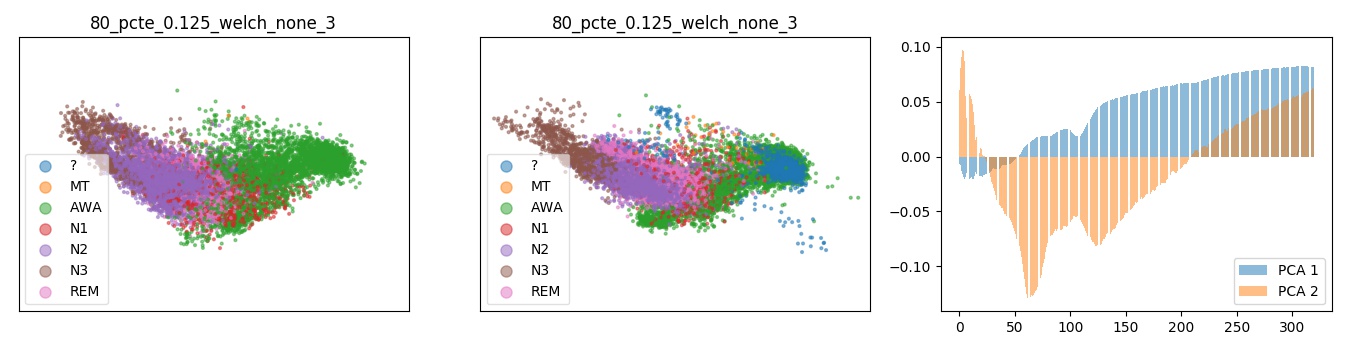 80_pcte_0.125_welch_none_3
?
MT
AWA
N1
N2
N3
REM
80_pcte_0.125_welch_none_3
?
MT
AWA
N1
N2
N3
REM
0.10
0.05
0.00
−0.05
−0.10
PCA 1
PCA 2
0 50 100 150 200 250 300